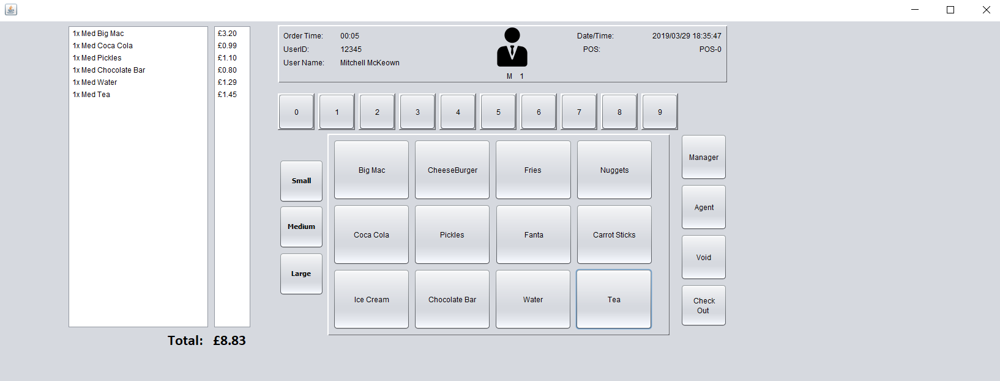 1x Med Big Mac £3.20
1x Med Coca Cola £0.99
1x Med Pickles £1.10
1x Med Chocolate Bar £0.80
1x Med Water £1.29
1x Med Tea £1.45
Total: £8.83
Order Time: 00:05
UserID: 12345
User Name: Mitchell McKeown
M 1
Date/Time: 2019/03/29 18:35:47
POS: POS-0
0 1 2 3 4 5 6 7 8 9
Small
Medium
Large
Big Mac CheeseBurger Fries Nuggets
Coca Cola Pickles Fanta Carrot Sticks
Ice Cream Chocolate Bar Water Tea
Manager
Agent
Void
Check
Out